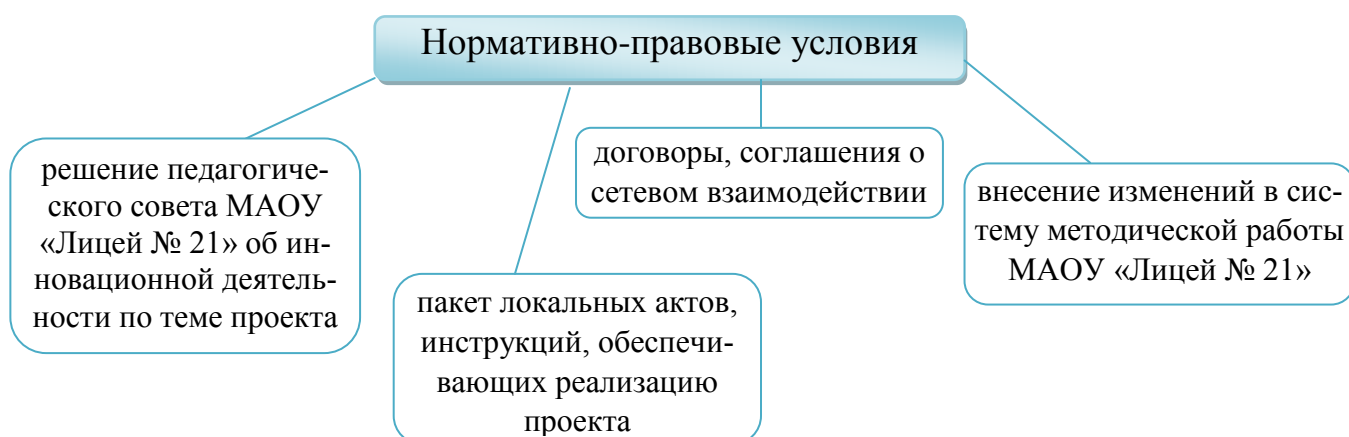 Нормативно-правовые условия
решение педагогиче-
ского совета МАОУ
«Лицей № 21» об ин-
новационной деятель-
ности по теме проекта
пакет локальных актов,
инструкций, обеспечи-
вающих реализацию
проекта
договоры, соглашения о
сетевом взаимодействии
внесение изменений в сис-
тему методической работы
МАОУ «Лицей № 21»